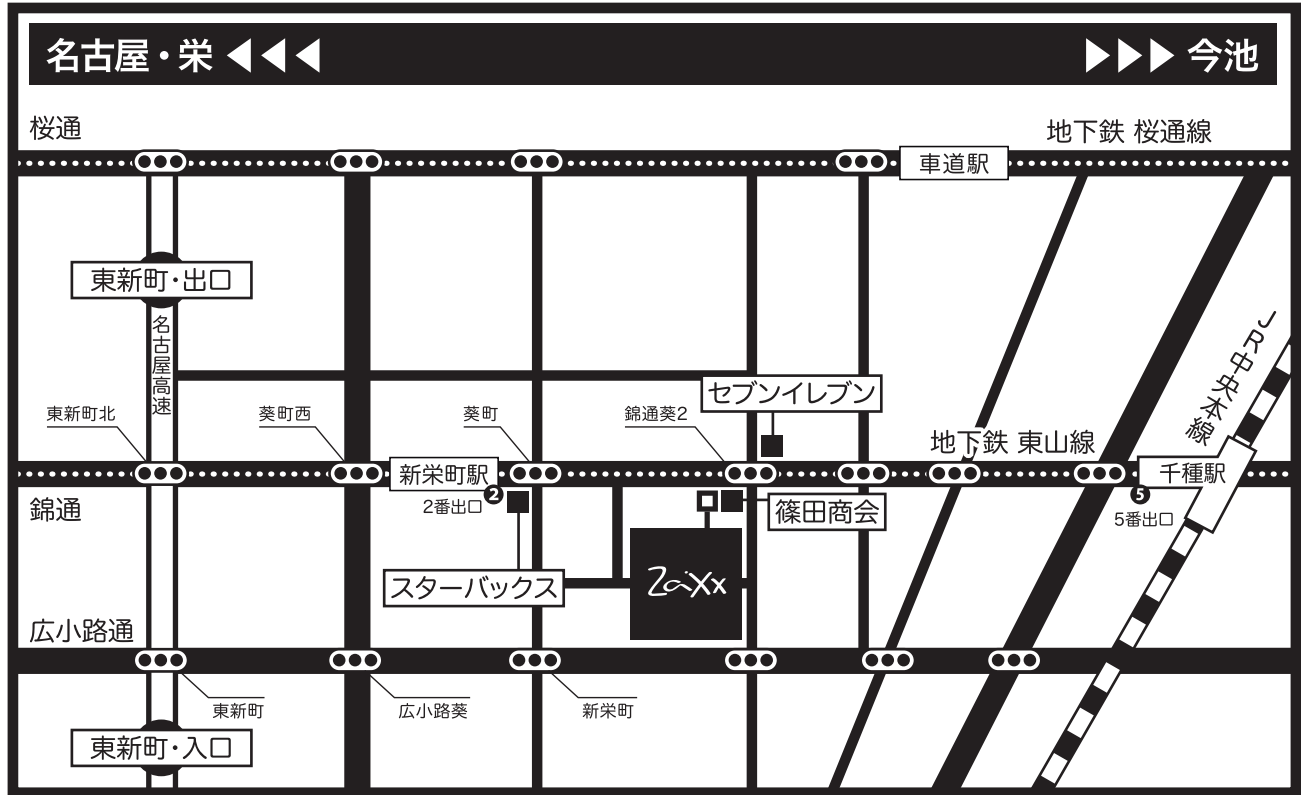 名古屋・栄 ◀◀◀
▶▶▶ 今池
桜通
地下鉄 桜通線
車道駅
東新町・出口
名古屋高速
JR中央本線
セブンイレブン
東新町北
葵町西
葵町
錦通葵2
地下鉄 東山線
新栄町駅
千種駅
2
2番出口
5
5番出口
錦通
篠田商会
スターバックス
ZaiXx
広小路通
東新町
広小路葵
新栄町
東新町・入口